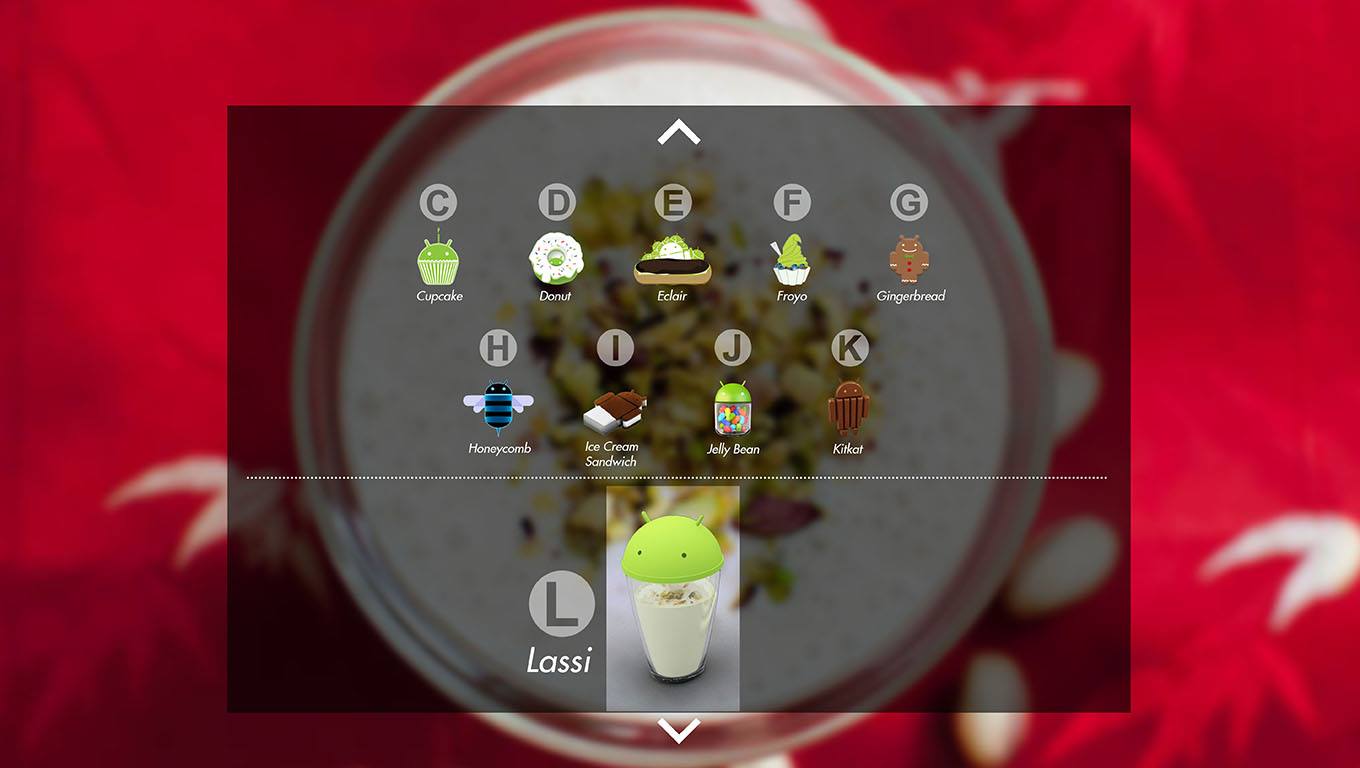 C D E F G
Cupcake Donut Eclair Froyo Gingerbread
H I J K
Honeycomb Ice Cream Sandwich Jelly Bean Kitkat
L
Lassi